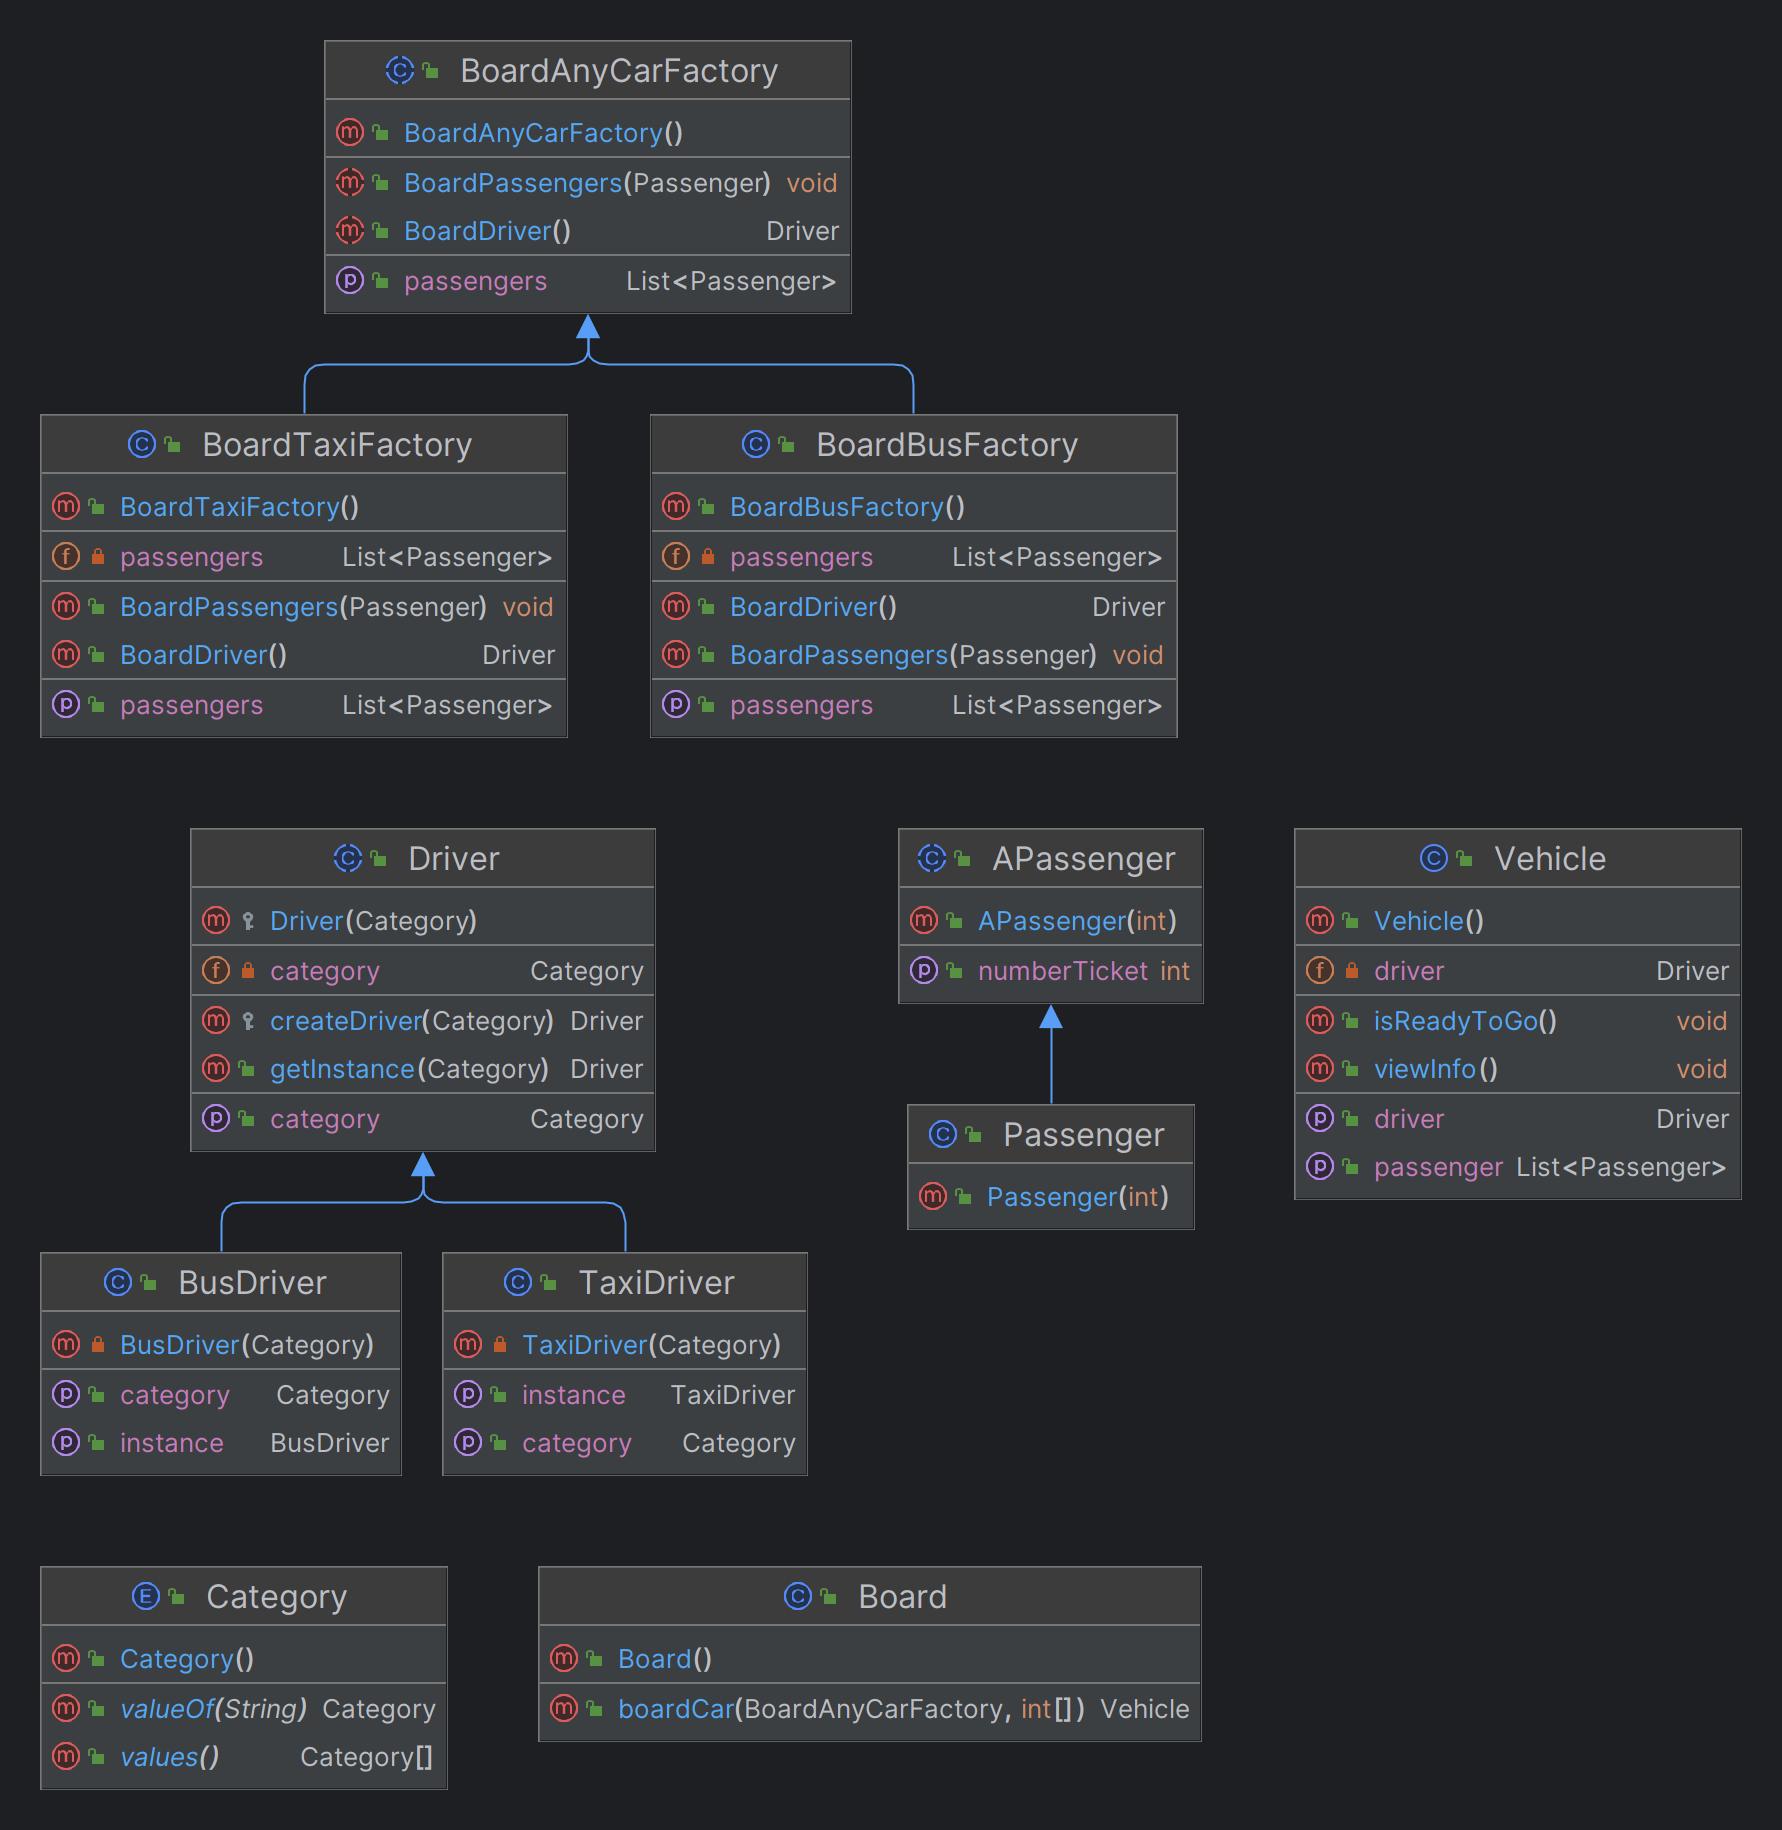 BoardAnyCarFactory
BoardAnyCarFactory()
BoardPassengers(Passenger) void
BoardDriver() Driver
passengers List<Passenger>
BoardTaxiFactory
BoardTaxiFactory()
passengers List<Passenger>
BoardPassengers(Passenger) void
BoardDriver() Driver
passengers List<Passenger>
BoardBusFactory
BoardBusFactory()
passengers List<Passenger>
BoardDriver() Driver
BoardPassengers(Passenger) void
passengers List<Passenger>
Driver
Driver(Category)
category Category
createDriver(Category) Driver
getInstance(Category) Driver
category Category
APassenger
APassenger(int)
numberTicket int
Passenger
Passenger(int)
Vehicle
Vehicle()
driver Driver
isReadyToGo() void
viewInfo() void
driver Driver
passenger List<Passenger>
BusDriver
BusDriver(Category)
category Category
instance BusDriver
TaxiDriver
TaxiDriver(Category)
instance TaxiDriver
category Category
Category
Category()
valueOf(String) Category
values() Category[]
Board
Board()
boardCar(BoardAnyCarFactory, int[]) Vehicle